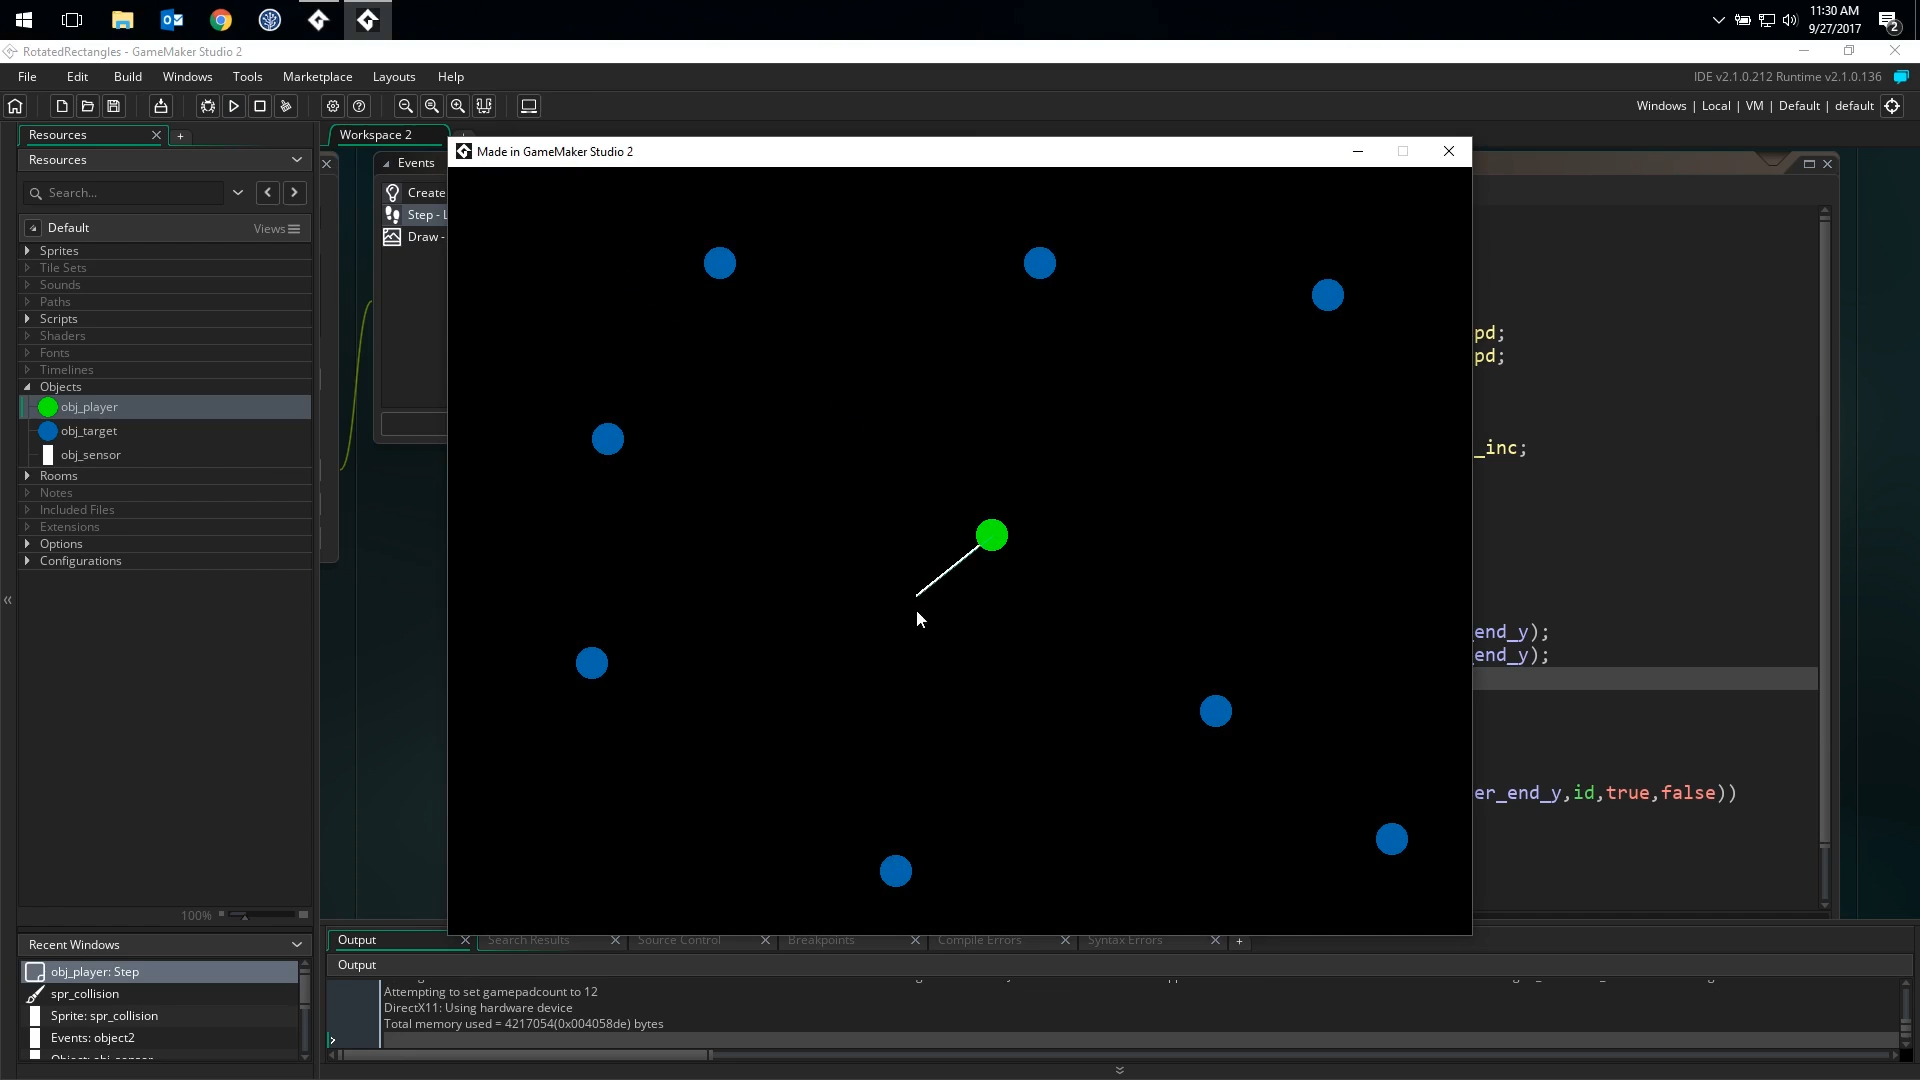 11:30 AM
9/27/2017
2
RotatedRectangles - GameMaker Studio 2
File Edit Build Windows Tools Marketplace Layouts Help
IDE v2.1.0.212 Runtime v2.1.0.136
Windows | Local | VM | Default | default
Resources
Workspace 2
Resources
Search...
Default
Views
Sprites
Tile Sets
Sounds
Paths
Scripts
Shaders
Fonts
Timelines
Objects
obj_player
obj_target
obj_sensor
Rooms
Notes
Included Files
Extensions
Options
Configurations
100%
Recent Windows
obj_player: Step
spr_collision
Sprite: spr_collision
Events: object2
Events
Create
Step - L
Draw -
Made in GameMaker Studio 2
pd;
pd;
_inc;
end_y);
end_y);
er_end_y,id,true,false))
Output Search Results Source Control Breakpoints Compile Errors Syntax Errors
Output
Attempting to set gamepadcount to 12
DirectX11: Using hardware device
Total memory used = 4217054(0x004058de) bytes